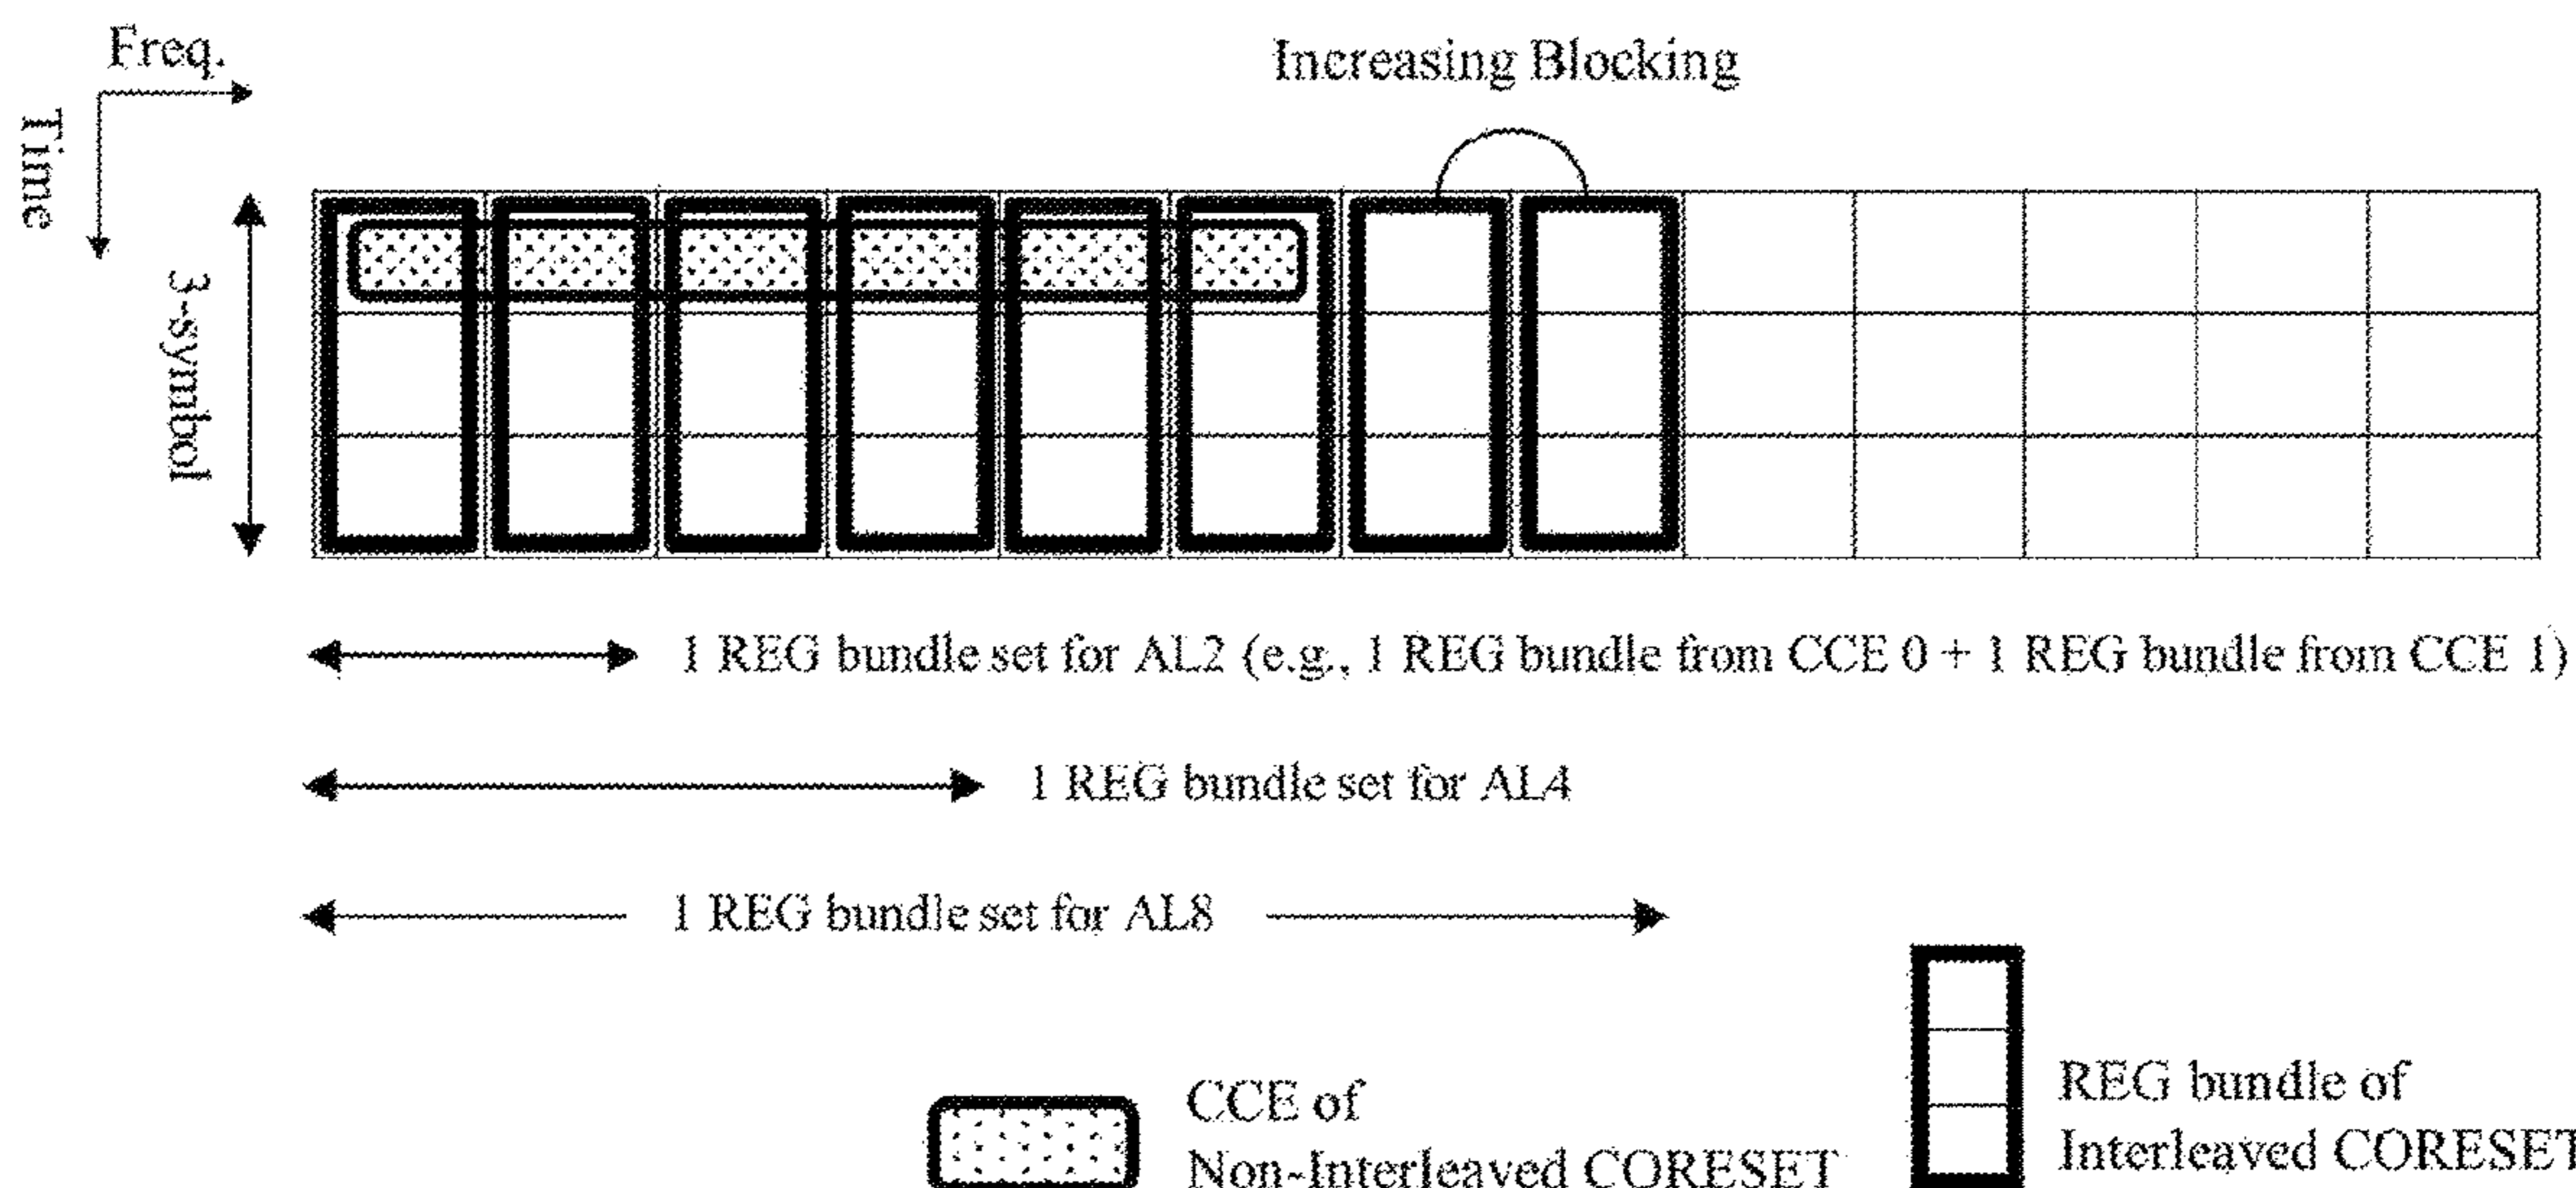 Freq.
Increasing Blocking
Time
3-symbol
1 REG bundle set for AL2 (e.g., 1 REG bundle from CCE 0 + 1 REG bundle from CCE 1)
1 REG bundle set for AL4
1 REG bundle set for AL8
CCE of
Non-Interleaved CORESET
REG bundle of
Interleaved CORESET